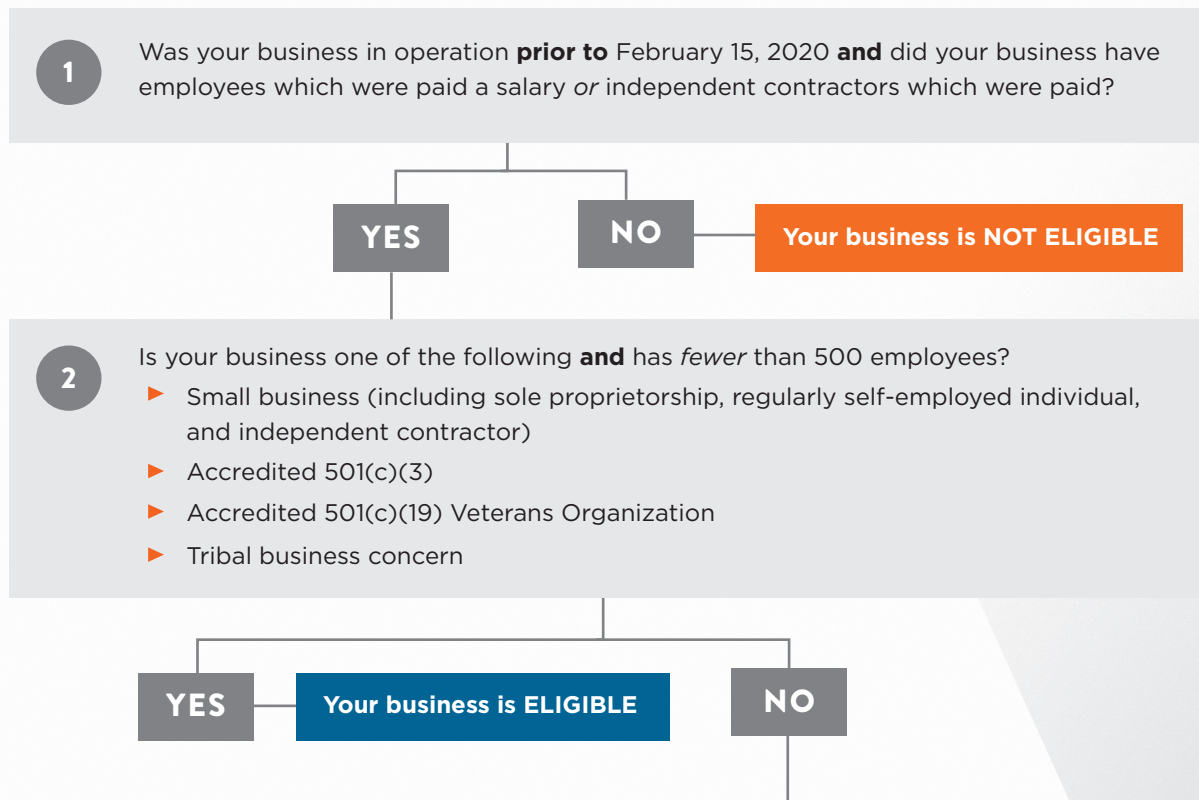 1
Was your business in operation prior to February 15, 2020 and did your business have
employees which were paid a salary or independent contractors which were paid?
YES
NO
Your business is NOT ELIGIBLE
2
Is your business one of the following and has fewer than 500 employees?
Small business (including sole proprietorship, regularly self-employed individual,
and independent contractor)
Accredited 501(c)(3)
Accredited 501(c)(19) Veterans Organization
Tribal business concern
YES
Your business is ELIGIBLE
NO